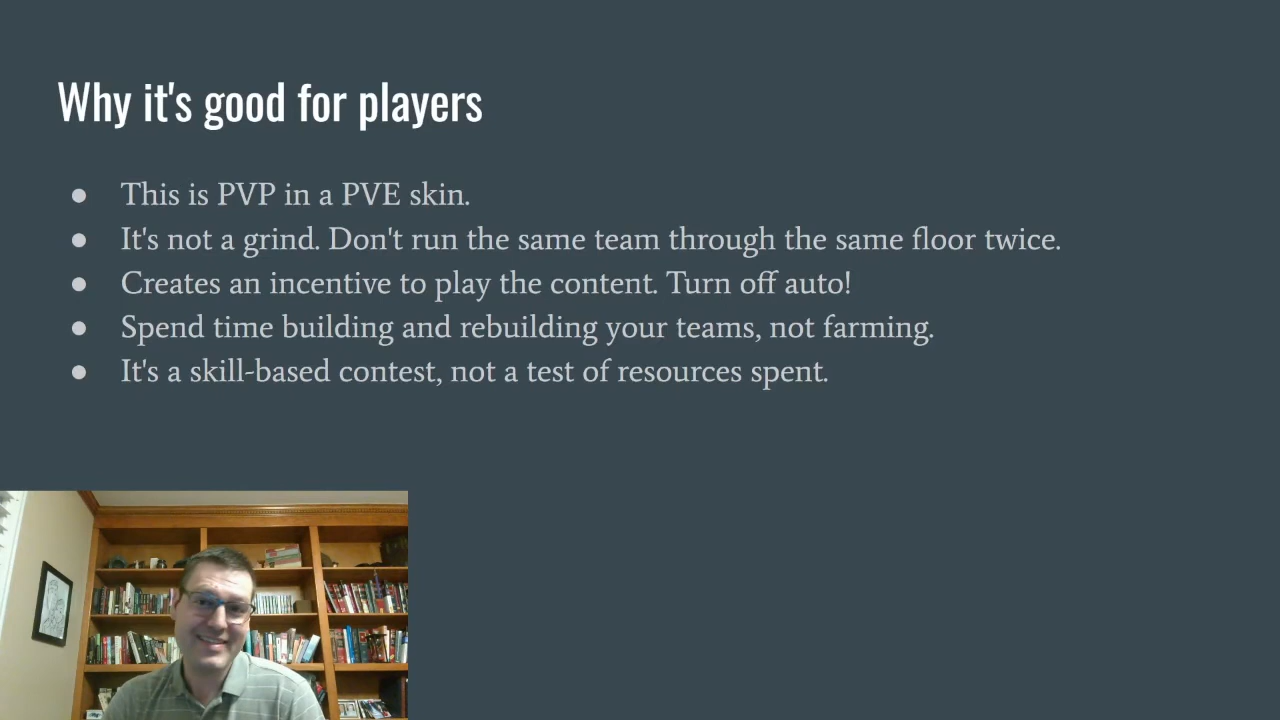 Why it's good for players
● This is PVP in a PVE skin.
● It's not a grind. Don't run the same team through the same floor twice.
● Creates an incentive to play the content. Turn off auto!
● Spend time building and rebuilding your teams, not farming.
● It's a skill-based contest, not a test of resources spent.